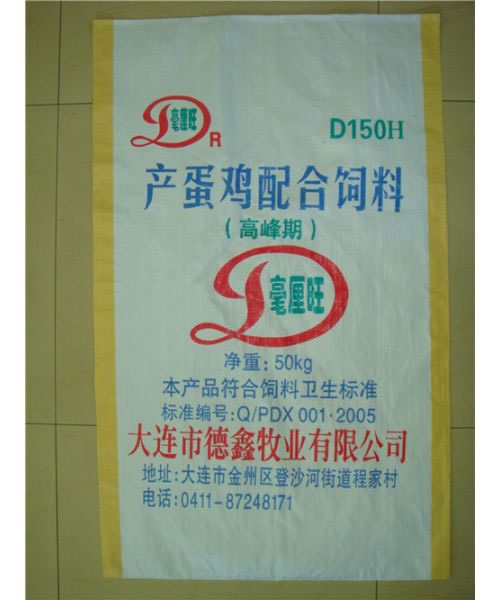 毫厘旺 R
D150H
产蛋鸡配合饲料
(高峰期)
毫厘旺
净重:50kg
本产品符合饲料卫生标准
标准编号:Q/PDX 001·2005
大连市德鑫牧业有限公司
地址:大连市金州区登沙河街道程家村
电话:0411-87248171